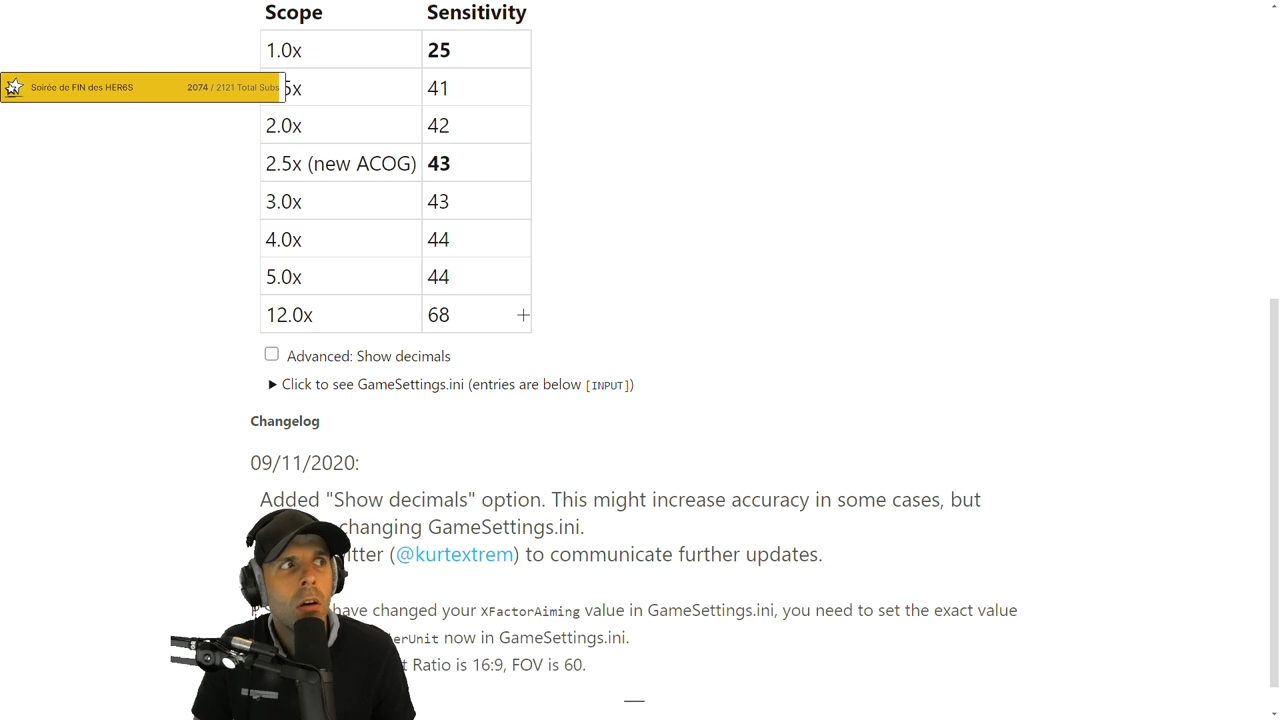 Scope Sensitivity
1.0x 25
Soirée de FIN des HER6S 2074 / 2121 Total Subs
5x 41
2.0x 42
2.5x (new ACOG) 43
3.0x 43
4.0x 44
5.0x 44
12.0x 68
Advanced: Show decimals
Click to see GameSettings.ini (entries are below [INPUT])
Changelog
09/11/2020:
Added "Show decimals" option. This might increase accuracy in some cases, but
changing GameSettings.ini.
itter (@kurtextrem) to communicate further updates.
have changed your xFactorAiming value in GameSettings.ini, you need to set the exact value
erUnit now in GameSettings.ini.
t Ratio is 16:9, FOV is 60.